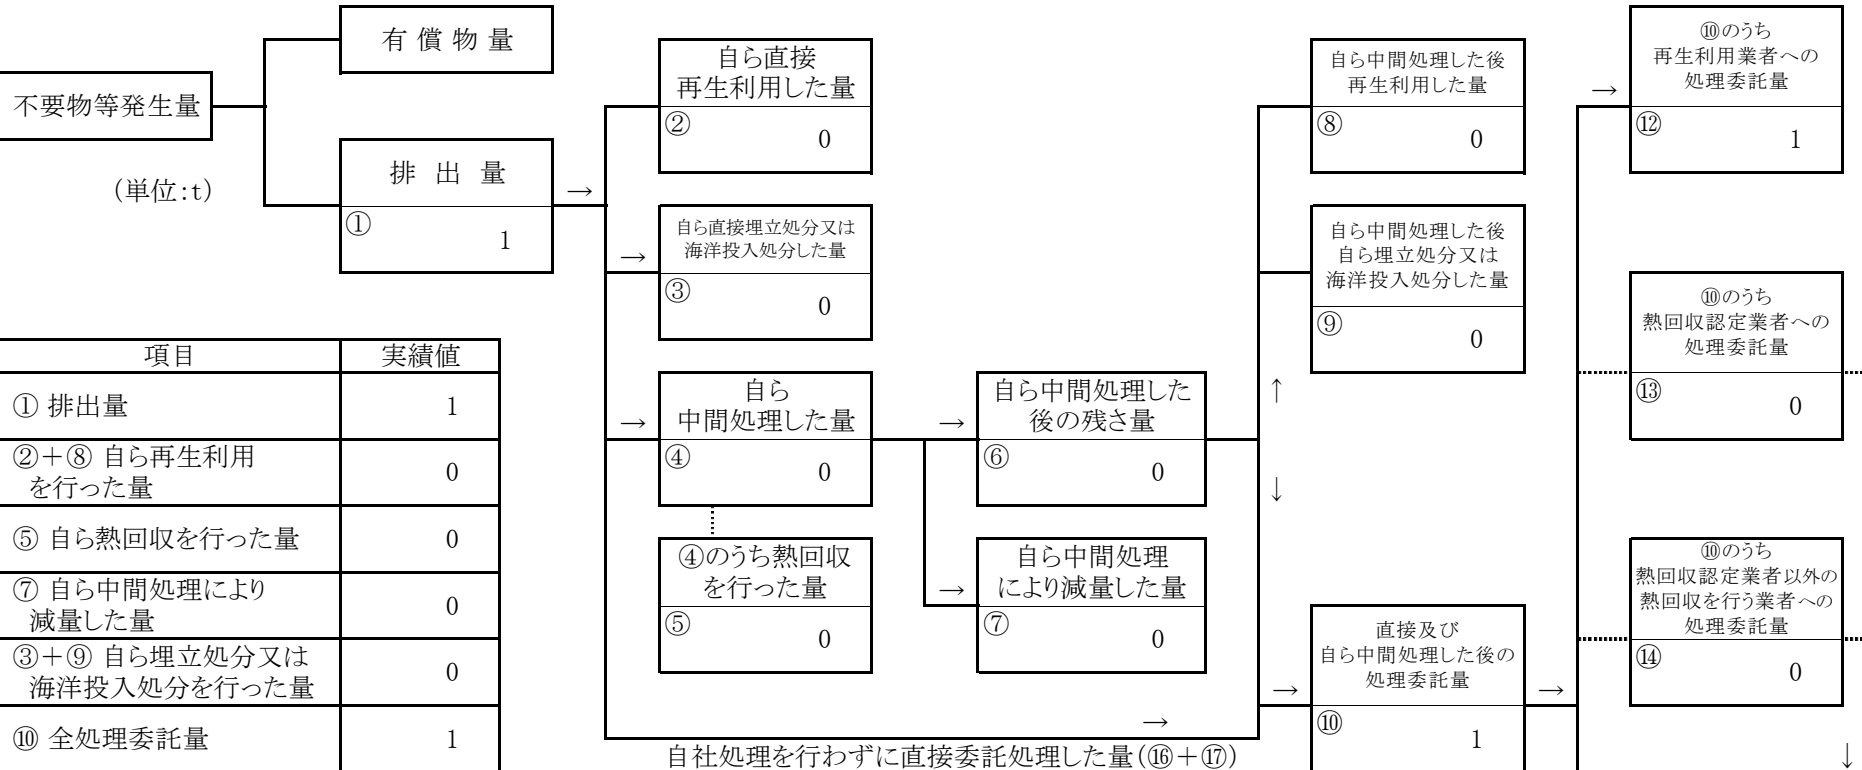 有 償 物 量
不要物等発生量
(単位:t)
排 出 量
①
1
→
自ら直接
再生利用した量
②
0
→
自ら直接埋立処分又は
海洋投入処分した量
③
0
→
自ら
中間処理した量
④
0
④のうち熱回収
を行った量
⑤
0
→
自ら中間処理した
後の残さ量
⑥
0
→
自ら中間処理
により減量した量
⑦
0
↑
↓
自ら中間処理した後
再生利用した量
⑧
0
自ら中間処理した後
自ら埋立処分又は
海洋投入処分した量
⑨
0
→
直接及び
自ら中間処理した後の
処理委託量
⑩
1
→
→
自社処理を行わずに直接委託処理した量(⑯+⑰)
→
⑩のうち
再生利用業者への
処理委託量
⑫
1
⑩のうち
熱回収認定業者への
処理委託量
⑬
0
⑩のうち
熱回収認定業者以外の
熱回収を行う業者への
処理委託量
⑭
0
↓
項目 実績値
① 排出量 1
②+⑧ 自ら再生利用
を行った量 0
⑤ 自ら熱回収を行った量 0
⑦ 自ら中間処理により
減量した量 0
③+⑨ 自ら埋立処分又は
海洋投入処分を行った量 0
⑩ 全処理委託量 1